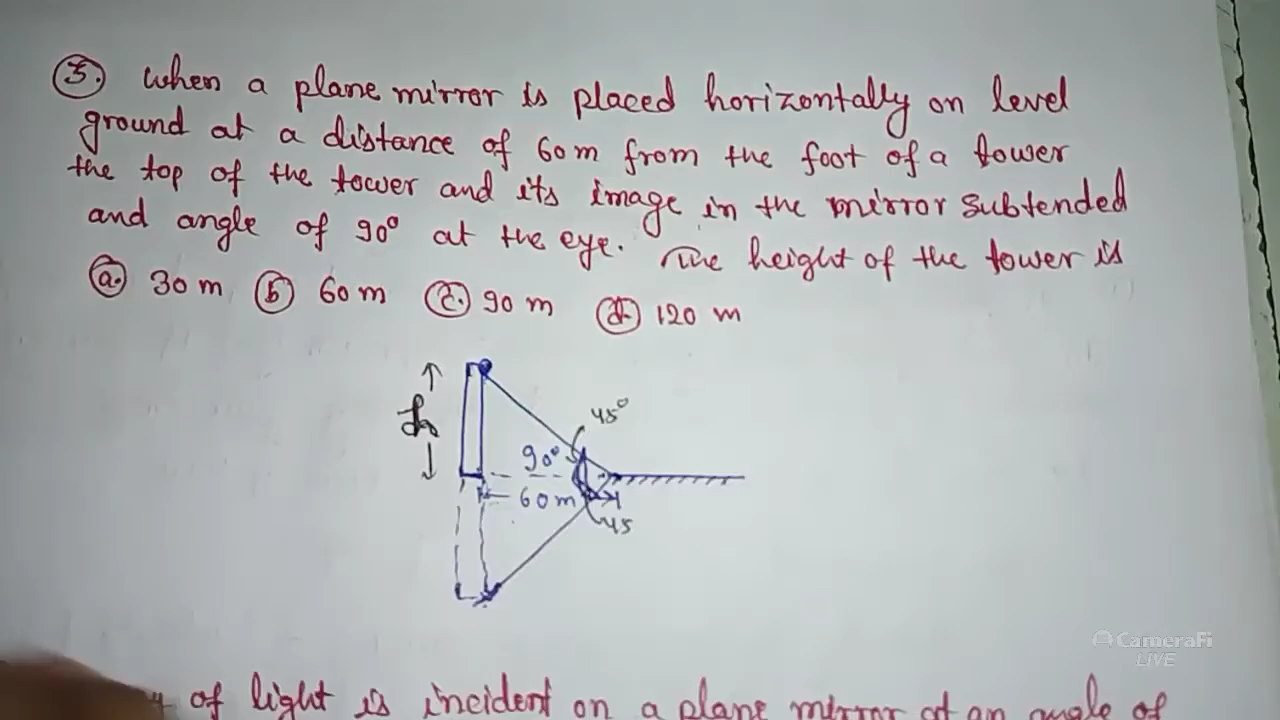 5. When a plane mirror is placed horizontally on level
ground at a distance of 60m from the foot of a tower
the top of the tower and its image in the mirror subtended
and angle of 90° at the eye. The height of the tower is
a. 30 m b 60 m c. 90 m d. 120 m
h
45°
90°
60 m
45
of light is incident on a plane mirror at an angle of
CameraFi
LIVE